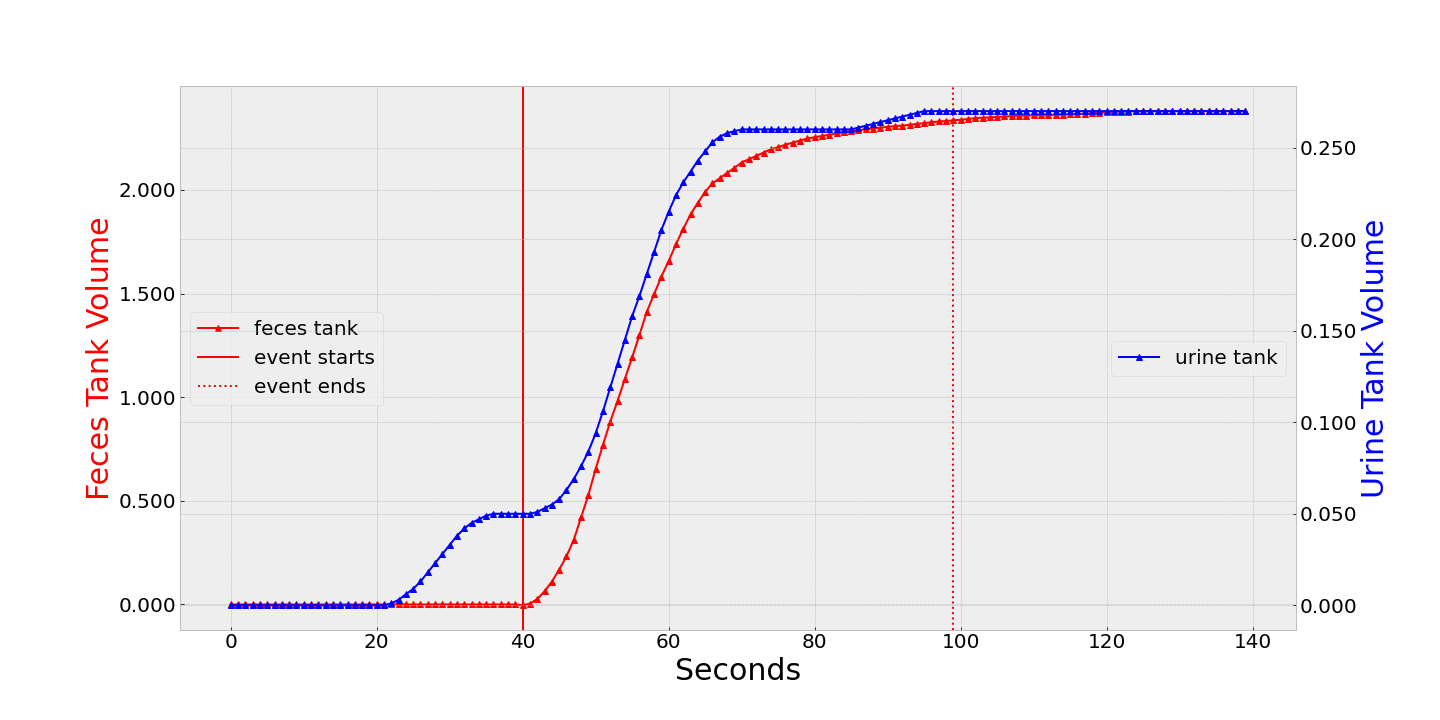 Feces Tank Volume
2.000
1.500
1.000
0.500
0.000
feces tank
event starts
event ends
urine tank
0.250
0.200
0.150
0.100
0.050
0.000
Urine Tank Volume
0 20 40 60 80 100 120 140
Seconds